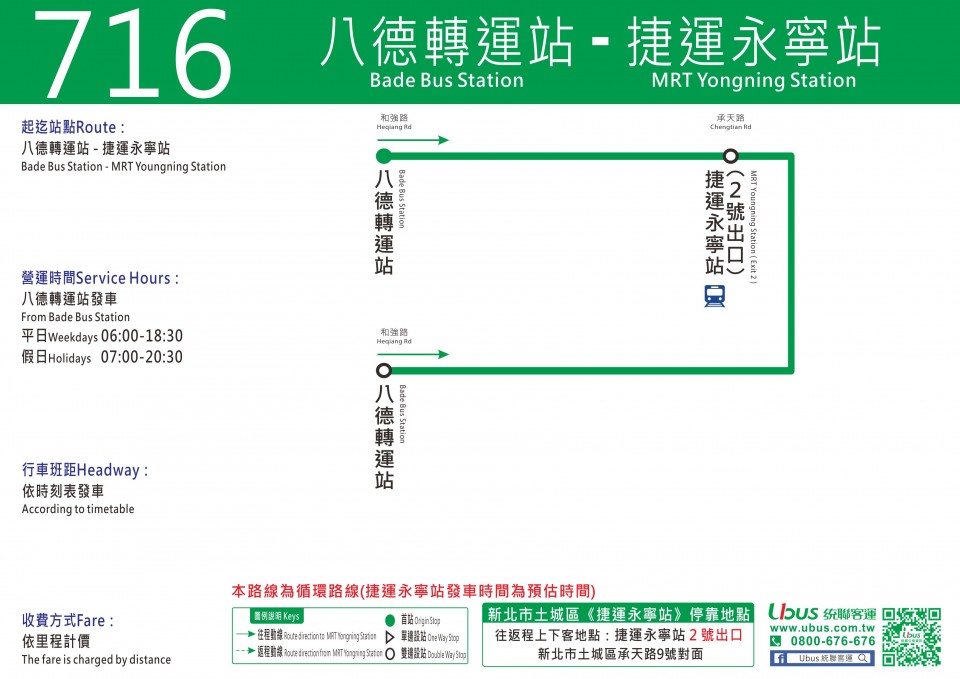 716
八德轉運站 - 捷運永寧站
Bade Bus Station MRT Yongning Station
起迄站點Route :
八德轉運站 - 捷運永寧站
Bade Bus Station - MRT Youngning Station
營運時間Service Hours :
八德轉運站發車
From Bade Bus Station
平日Weekdays 06:00-18:30
假日Holidays 07:00-20:30
行車班距Headway :
依時刻表發車
According to timetable
收費方式Fare :
依里程計價
The fare is charged by distance
和強路
Heqiang Rd
八德轉運站
Bade Bus Station
承天路
Chengtian Rd
捷運永寧站
(2號出口)
MRT Youngning Station ( Exit 2 )
和強路
Heqiang Rd
八德轉運站
Bade Bus Station
本路線為循環路線(捷運永寧站發車時間為預估時間)
圖例說明 Keys
往程動線 Route direction to MRT Yongning Station
返程動線 Route direction from MRT Yongning Station
首站 Origin Stop
單邊設站 One Way Stop
雙邊設站 Double Way Stop
新北市土城區《捷運永寧站》停靠地點
往返程上下客地點：捷運永寧站 2 號出口
新北市土城區承天路9號對面
Ubus 統聯客運
www.ubus.com.tw
0800-676-676
f Ubus 統聯客運
Ubus